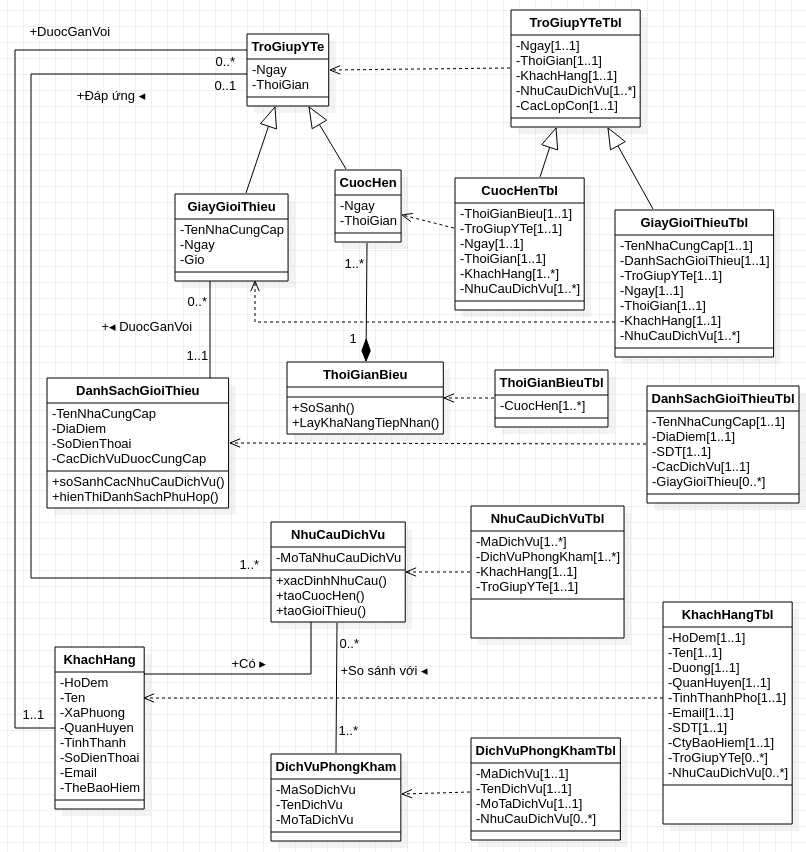 +DuocGanVoi
0..*
0..1
+Đáp ứng ◂
TroGiupYTe
-Ngay
-ThoiGian
TroGiupYTeTbl
-Ngay[1..1]
-ThoiGian[1..1]
-KhachHang[1..1]
-NhuCauDichVu[1..*]
-CacLopCon[1..1]
GiayGioiThieu
-TenNhaCungCap
-Ngay
-Gio
CuocHen
-Ngay
-ThoiGian
CuocHenTbl
-ThoiGianBieu[1..1]
-TroGiupYTe[1..1]
-Ngay[1..1]
-ThoiGian[1..1]
-KhachHang[1..*]
-NhuCauDichVu[1..*]
GiayGioiThieuTbl
-TenNhaCungCap[1..1]
-DanhSachGioiThieu[1..1]
-TroGiupYTe[1..1]
-Ngay[1..1]
-ThoiGian[1..1]
-KhachHang[1..1]
-NhuCauDichVu[1..*]
0..*
+◂ DuocGanVoi
1..1
1..*
1
DanhSachGioiThieu
-TenNhaCungCap
-DiaDiem
-SoDienThoai
-CacDichVuDuocCungCap
+soSanhCacNhuCauDichVu()
+hienThiDanhSachPhuHop()
ThoiGianBieu
+SoSanh()
+LayKhaNangTiepNhan()
ThoiGianBieuTbl
-CuocHen[1..*]
DanhSachGioiThieuTbl
-TenNhaCungCap[1..1]
-DiaDiem[1..1]
-SDT[1..1]
-CacDichVu[1..1]
-GiayGioiThieu[0..*]
1..*
NhuCauDichVu
-MoTaNhuCauDichVu
+xacDinhNhuCau()
+taoCuocHen()
+taoGioiThieu()
NhuCauDichVuTbl
-MaDichVu[1..*]
-DichVuPhongKham[1..*]
-KhachHang[1..1]
-TroGiupYTe[1..1]
KhachHangTbl
-HoDem[1..1]
-Ten[1..1]
-Duong[1..1]
-QuanHuyen[1..1]
-TinhThanhPho[1..1]
-Email[1..1]
-SDT[1..1]
-CtyBaoHiem[1..1]
-TroGiupYTe[0..*]
-NhuCauDichVu[0..*]
1..1
KhachHang
-HoDem
-Ten
-XaPhuong
-QuanHuyen
-TinhThanh
-SoDienThoai
-Email
-TheBaoHiem
+Có ▸
0..*
+So sánh với ◂
1..*
DichVuPhongKham
-MaSoDichVu
-TenDichVu
-MoTaDichVu
DichVuPhongKhamTbl
-MaDichVu[1..1]
-TenDichVu[1..1]
-MoTaDichVu[1..1]
-NhuCauDichVu[0..*]